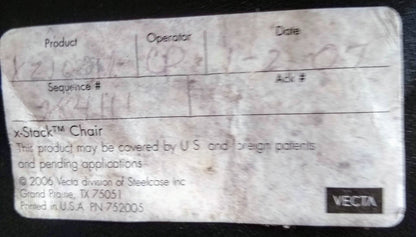 Product Operator Date
1-2-07
Sequence # Ack #
x-Stack™ Chair
This product may be covered by U.S. and foreign patents
and pending applications
© 2006 Vecta division of Steelcase Inc
Grand Prairie, TX 75051
Printed in U.S.A. PN 752005
VECTA